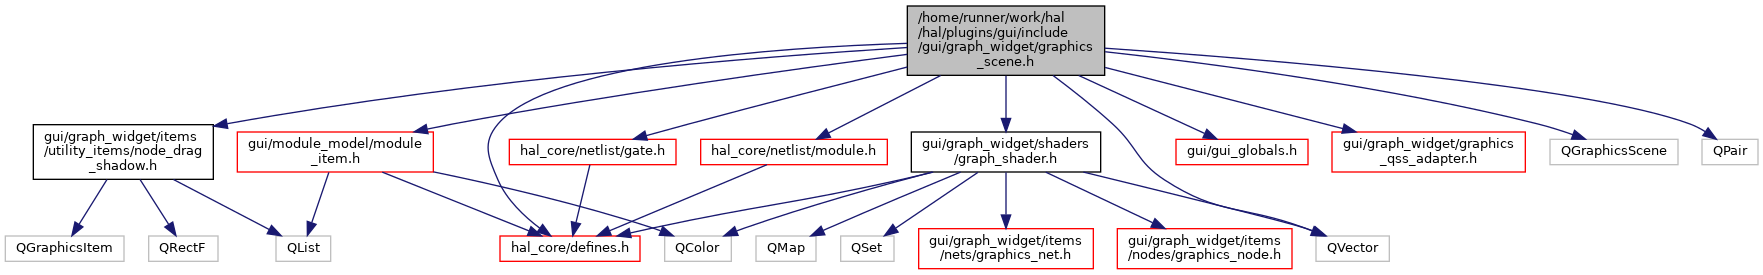 /home/runner/work/hal
/hal/plugins/gui/include
/gui/graph_widget/graphics
_scene.h
gui/graph_widget/items
/utility_items/node_drag
_shadow.h
gui/module_model/module
_item.h
hal_core/netlist/gate.h
hal_core/netlist/module.h
gui/graph_widget/shaders
/graph_shader.h
gui/gui_globals.h
gui/graph_widget/graphics
_qss_adapter.h
QGraphicsScene
QPair
QGraphicsItem
QRectF
QList
hal_core/defines.h
QColor
QMap
QSet
gui/graph_widget/items
/nets/graphics_net.h
gui/graph_widget/items
/nodes/graphics_node.h
QVector